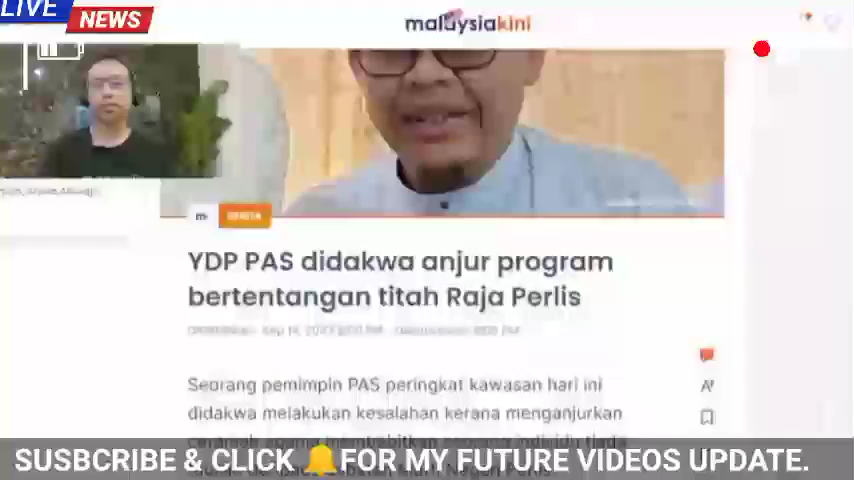 LIVE
NEWS
malaysiakini
BERITA
YDP PAS didakwa anjur program
bertentangan titah Raja Perlis
Seorang pemimpin PAS peringkat kawasan hari ini
didakwa melakukan kesalahan kerana menganjurkan
SUSBCRIBE & CLICK 🔔FOR MY FUTURE VIDEOS UPDATE.